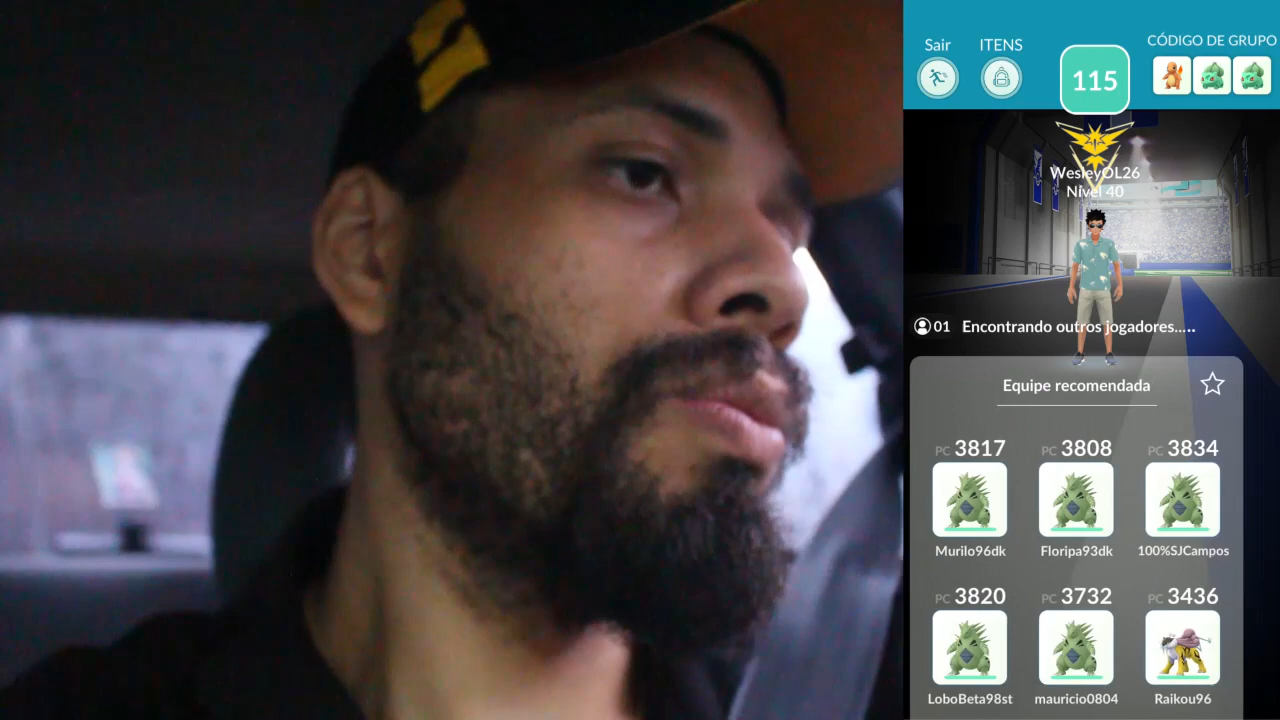 Sair
ITENS
CÓDIGO DE GRUPO
115
WesleyOL26
Nível 40
01 Encontrando outros jogadores.....
Equipe recomendada
PC 3817
PC 3808
PC 3834
Murilo96dk
Floripa93dk
100%SJCampos
PC 3820
PC 3732
PC 3436
LoboBeta98st
mauricio0804
Raikou96